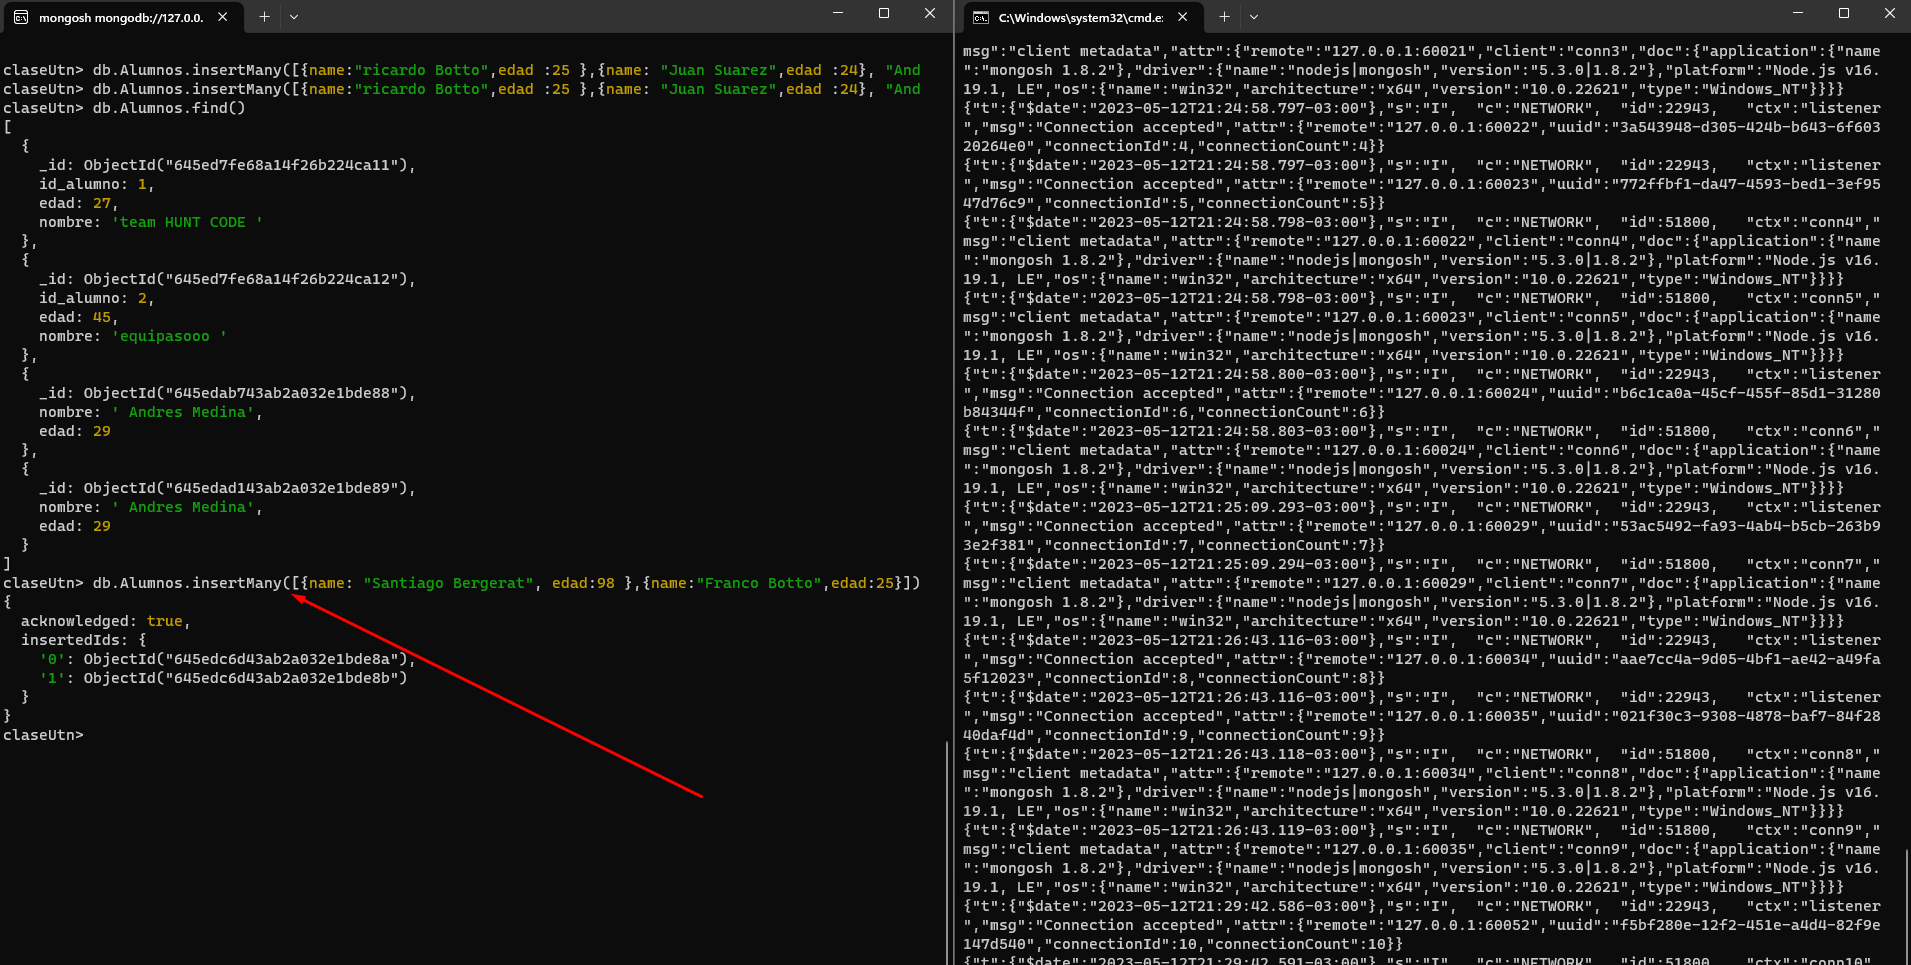 mongosh mongodb://127.0.0.
claseUtn> db.Alumnos.insertMany([{name:"ricardo Botto",edad :25 },{name: "Juan Suarez",edad :24}, "And
claseUtn> db.Alumnos.insertMany([{name:"ricardo Botto",edad :25 },{name: "Juan Suarez",edad :24}, "And
claseUtn> db.Alumnos.find()
[
  {
    _id: ObjectId("645ed7fe68a14f26b224ca11"),
    id_alumno: 1,
    edad: 27,
    nombre: 'team HUNT CODE '
  },
  {
    _id: ObjectId("645ed7fe68a14f26b224ca12"),
    id_alumno: 2,
    edad: 45,
    nombre: 'equipasooo '
  },
  {
    _id: ObjectId("645edab743ab2a032e1bde88"),
    nombre: ' Andres Medina',
    edad: 29
  },
  {
    _id: ObjectId("645edad143ab2a032e1bde89"),
    nombre: ' Andres Medina',
    edad: 29
  }
]
claseUtn> db.Alumnos.insertMany([{name: "Santiago Bergerat", edad:98 },{name:"Franco Botto",edad:25}])
{
  acknowledged: true,
  insertedIds: {
    '0': ObjectId("645edc6d43ab2a032e1bde8a"),
    '1': ObjectId("645edc6d43ab2a032e1bde8b")
  }
}
claseUtn>
C:\Windows\system32\cmd.e
msg":"client metadata","attr":{"remote":"127.0.0.1:60021","client":"conn3","doc":{"application":{"name
":"mongosh 1.8.2"},"driver":{"name":"nodejs|mongosh","version":"5.3.0|1.8.2"},"platform":"Node.js v16.
19.1, LE","os":{"name":"win32","architecture":"x64","version":"10.0.22621","type":"Windows_NT"}}}}
{"t":{"$date":"2023-05-12T21:24:58.797-03:00"},"s":"I",  "c":"NETWORK",  "id":22943,   "ctx":"listener
","msg":"Connection accepted","attr":{"remote":"127.0.0.1:60022","uuid":"3a543948-d305-424b-b643-6f603
20264e0","connectionId":4,"connectionCount":4}}
{"t":{"$date":"2023-05-12T21:24:58.797-03:00"},"s":"I",  "c":"NETWORK",  "id":22943,   "ctx":"listener
","msg":"Connection accepted","attr":{"remote":"127.0.0.1:60023","uuid":"772ffbf1-da47-4593-bed1-3ef95
47d76c9","connectionId":5,"connectionCount":5}}
{"t":{"$date":"2023-05-12T21:24:58.798-03:00"},"s":"I",  "c":"NETWORK",  "id":51800,   "ctx":"conn4","
msg":"client metadata","attr":{"remote":"127.0.0.1:60022","client":"conn4","doc":{"application":{"name
":"mongosh 1.8.2"},"driver":{"name":"nodejs|mongosh","version":"5.3.0|1.8.2"},"platform":"Node.js v16.
19.1, LE","os":{"name":"win32","architecture":"x64","version":"10.0.22621","type":"Windows_NT"}}}}
{"t":{"$date":"2023-05-12T21:24:58.798-03:00"},"s":"I",  "c":"NETWORK",  "id":51800,   "ctx":"conn5","
msg":"client metadata","attr":{"remote":"127.0.0.1:60023","client":"conn5","doc":{"application":{"name
":"mongosh 1.8.2"},"driver":{"name":"nodejs|mongosh","version":"5.3.0|1.8.2"},"platform":"Node.js v16.
19.1, LE","os":{"name":"win32","architecture":"x64","version":"10.0.22621","type":"Windows_NT"}}}}
{"t":{"$date":"2023-05-12T21:24:58.800-03:00"},"s":"I",  "c":"NETWORK",  "id":22943,   "ctx":"listener
","msg":"Connection accepted","attr":{"remote":"127.0.0.1:60024","uuid":"b6c1ca0a-45cf-455f-85d1-31280
b84344f","connectionId":6,"connectionCount":6}}
{"t":{"$date":"2023-05-12T21:24:58.803-03:00"},"s":"I",  "c":"NETWORK",  "id":51800,   "ctx":"conn6","
msg":"client metadata","attr":{"remote":"127.0.0.1:60024","client":"conn6","doc":{"application":{"name
":"mongosh 1.8.2"},"driver":{"name":"nodejs|mongosh","version":"5.3.0|1.8.2"},"platform":"Node.js v16.
19.1, LE","os":{"name":"win32","architecture":"x64","version":"10.0.22621","type":"Windows_NT"}}}}
{"t":{"$date":"2023-05-12T21:25:09.293-03:00"},"s":"I",  "c":"NETWORK",  "id":22943,   "ctx":"listener
","msg":"Connection accepted","attr":{"remote":"127.0.0.1:60029","uuid":"53ac5492-fa93-4ab4-b5cb-263b9
3e2f381","connectionId":7,"connectionCount":7}}
{"t":{"$date":"2023-05-12T21:25:09.294-03:00"},"s":"I",  "c":"NETWORK",  "id":51800,   "ctx":"conn7","
msg":"client metadata","attr":{"remote":"127.0.0.1:60029","client":"conn7","doc":{"application":{"name
":"mongosh 1.8.2"},"driver":{"name":"nodejs|mongosh","version":"5.3.0|1.8.2"},"platform":"Node.js v16.
19.1, LE","os":{"name":"win32","architecture":"x64","version":"10.0.22621","type":"Windows_NT"}}}}
{"t":{"$date":"2023-05-12T21:26:43.116-03:00"},"s":"I",  "c":"NETWORK",  "id":22943,   "ctx":"listener
","msg":"Connection accepted","attr":{"remote":"127.0.0.1:60034","uuid":"aae7cc4a-9d05-4bf1-ae42-a49fa
5f12023","connectionId":8,"connectionCount":8}}
{"t":{"$date":"2023-05-12T21:26:43.116-03:00"},"s":"I",  "c":"NETWORK",  "id":22943,   "ctx":"listener
","msg":"Connection accepted","attr":{"remote":"127.0.0.1:60035","uuid":"021f30c3-9308-4878-baf7-84f28
40daf4d","connectionId":9,"connectionCount":9}}
{"t":{"$date":"2023-05-12T21:26:43.118-03:00"},"s":"I",  "c":"NETWORK",  "id":51800,   "ctx":"conn8","
msg":"client metadata","attr":{"remote":"127.0.0.1:60034","client":"conn8","doc":{"application":{"name
":"mongosh 1.8.2"},"driver":{"name":"nodejs|mongosh","version":"5.3.0|1.8.2"},"platform":"Node.js v16.
19.1, LE","os":{"name":"win32","architecture":"x64","version":"10.0.22621","type":"Windows_NT"}}}}
{"t":{"$date":"2023-05-12T21:26:43.119-03:00"},"s":"I",  "c":"NETWORK",  "id":51800,   "ctx":"conn9","
msg":"client metadata","attr":{"remote":"127.0.0.1:60035","client":"conn9","doc":{"application":{"name
":"mongosh 1.8.2"},"driver":{"name":"nodejs|mongosh","version":"5.3.0|1.8.2"},"platform":"Node.js v16.
19.1, LE","os":{"name":"win32","architecture":"x64","version":"10.0.22621","type":"Windows_NT"}}}}
{"t":{"$date":"2023-05-12T21:29:42.586-03:00"},"s":"I",  "c":"NETWORK",  "id":22943,   "ctx":"listener
","msg":"Connection accepted","attr":{"remote":"127.0.0.1:60052","uuid":"f5bf280e-12f2-451e-a4d4-82f9e
147d540","connectionId":10,"connectionCount":10}}
{"t":{"$date":"2023-05-12T21:29:42.591-03:00"},"s":"I",  "c":"NETWORK",  "id":51800,   "ctx":"conn10",